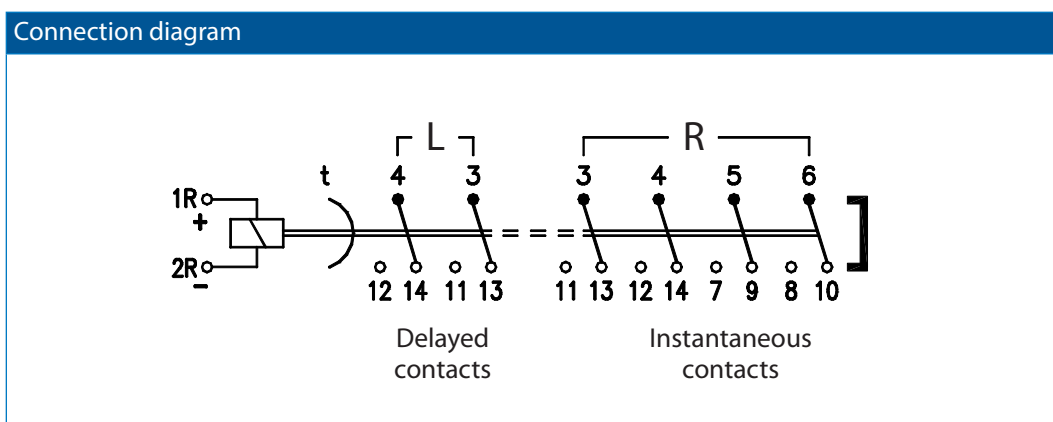 Connection diagram
L R
t 4 3 3 4 5 6
1R
+
2R
−
12 14 11 13 11 13 12 14 7 9 8 10
Delayed Instantaneous
contacts contacts